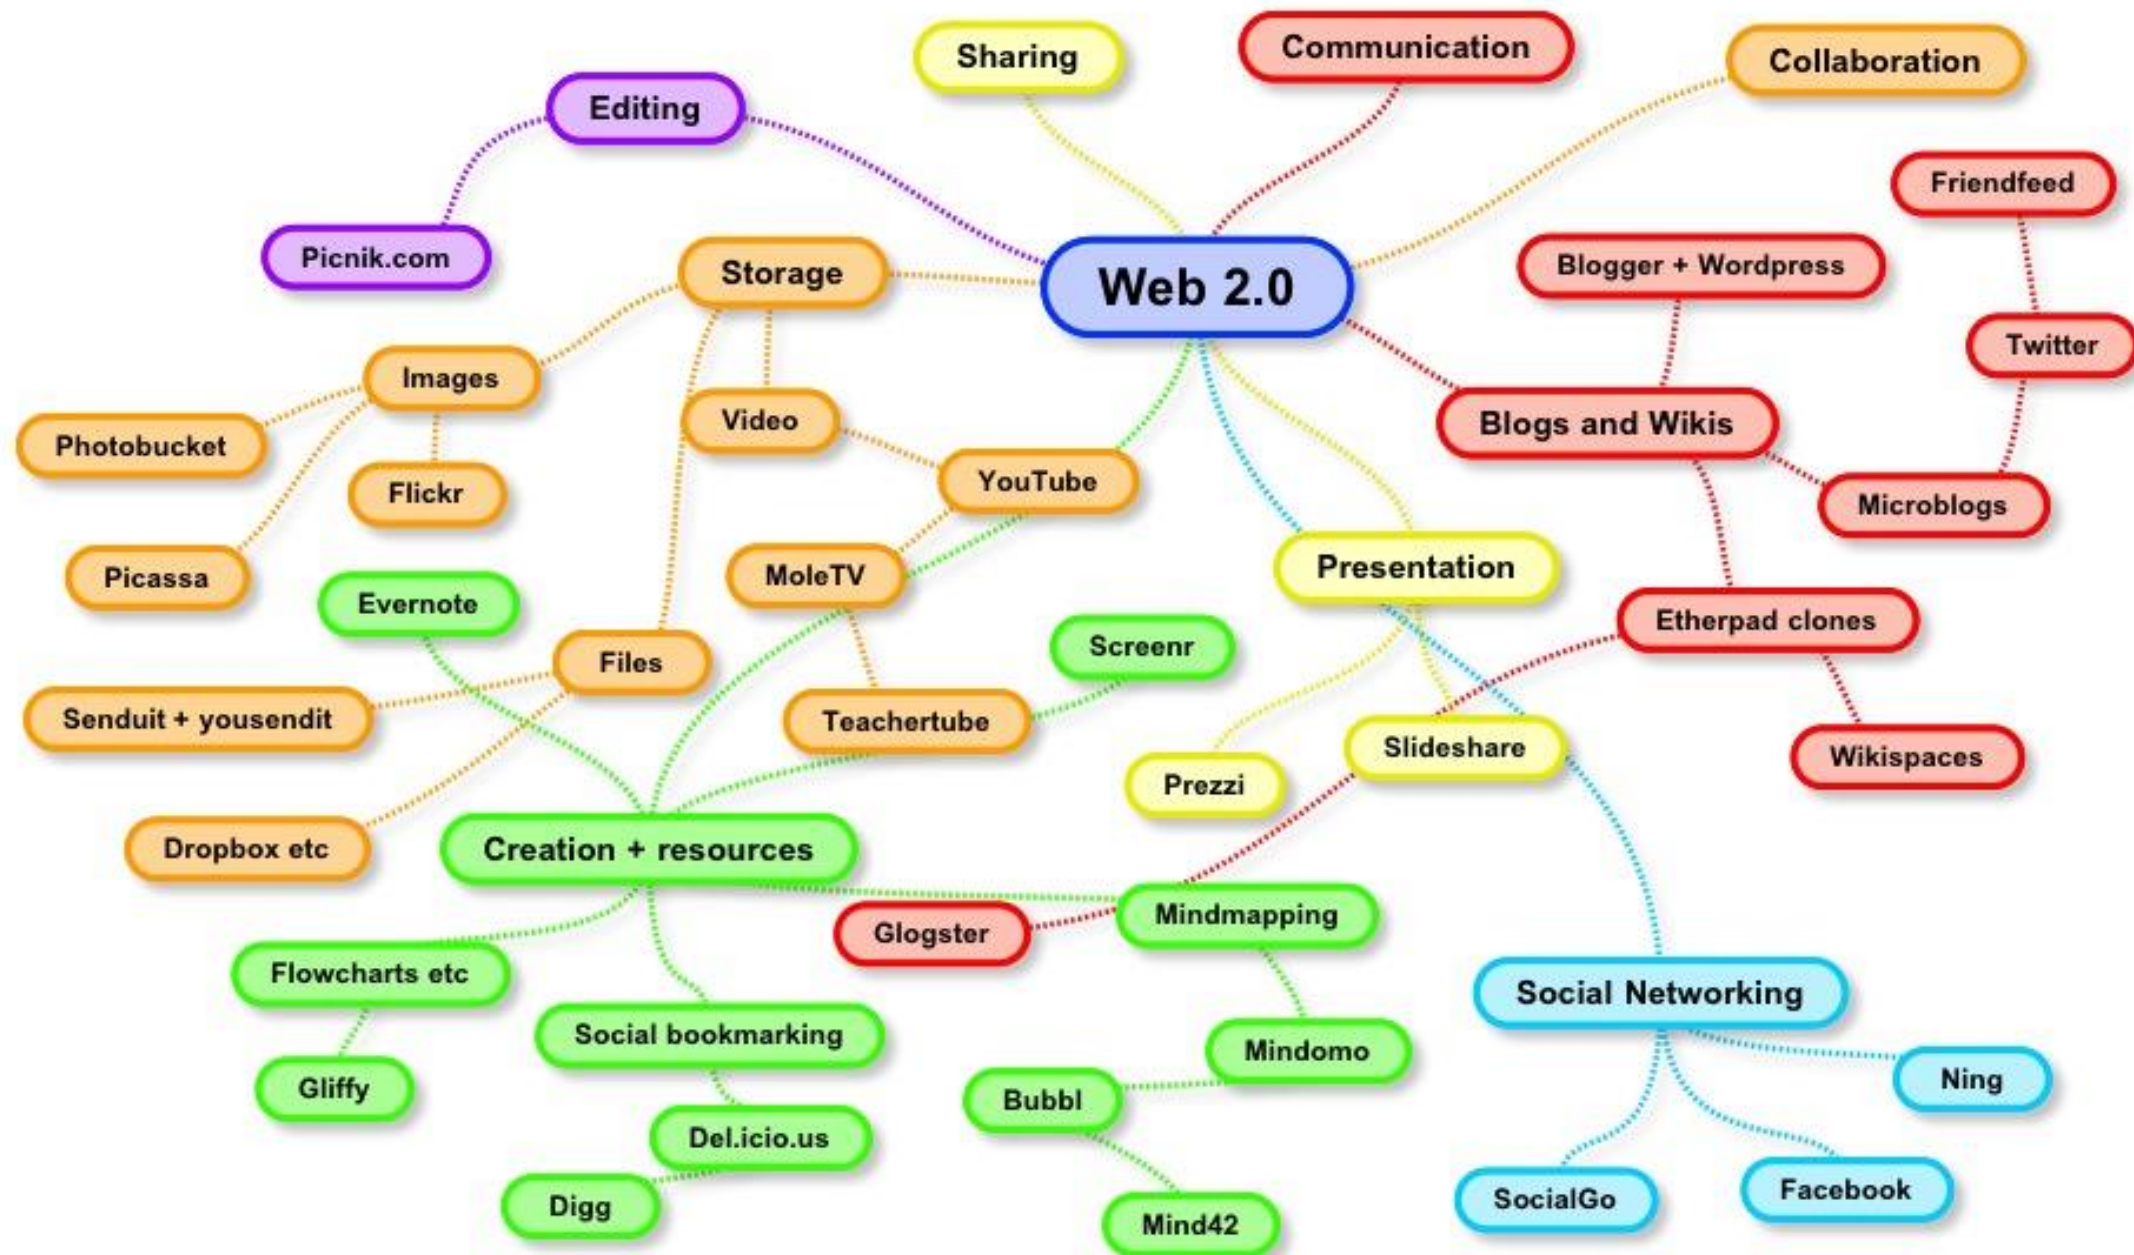 Sharing
Communication
Collaboration
Editing
Friendfeed
Picnik.com
Storage
Web 2.0
Blogger + Wordpress
Twitter
Images
Video
Blogs and Wikis
Photobucket
Flickr
YouTube
Microblogs
Picassa
MoleTV
Presentation
Evernote
Etherpad clones
Files
Screenr
Senduit + yousendit
Teachertube
Slideshare
Wikispaces
Prezzi
Dropbox etc
Creation + resources
Mindmapping
Glogster
Flowcharts etc
Social Networking
Social bookmarking
Mindomo
Ning
Gliffy
Bubbl
Del.icio.us
Digg
SocialGo
Facebook
Mind42